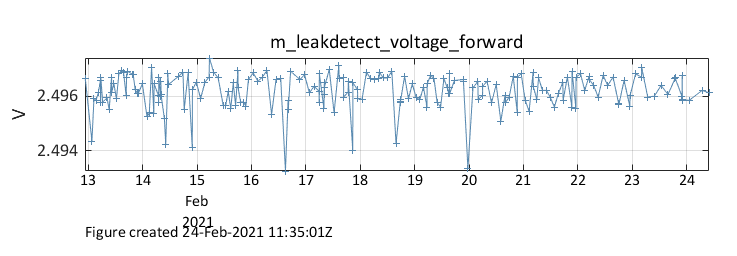 m_leakdetect_voltage_forward
V
2.496
2.494
13 14 15 16 17 18 19 20 21 22 23 24
Feb
2021
Figure created 24-Feb-2021 11:35:01Z